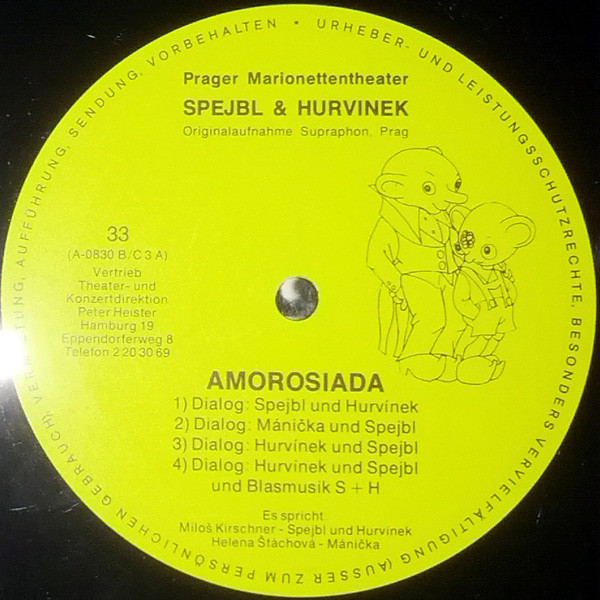 Prager Marionettentheater
SPEJBL & HURVINEK
Originalaufnahme Supraphon. Prag
33
(A-0830 B/C 3 A)
Vertrieb
Theater- und
Konzertdirektion
Peter Heister
Hamburg 19
Eppendorferweg 8
Telefon 2 20 30 69
AMOROSIADA
1) Dialog: Spejbl und Hurvínek
2) Dialog: Mánička und Spejbl
3) Dialog: Hurvínek und Spejbl
4) Dialog: Hurvínek und Spejbl
und Blasmusik S + H
Es spricht:
Miloš Kirschner - Spejbl und Hurvinek
Helena Štáchová - Mánička
URHEBER- UND LEISTUNGSSCHUTZRECHTE, BESONDERS VERVIELFÄLTIGUNG (AUSSER ZUM PERSÖNLICHEN GEBRAUCH), VERMIETUNG, AUFFÜHRUNG, SENDUNG, VORBEHALTEN •